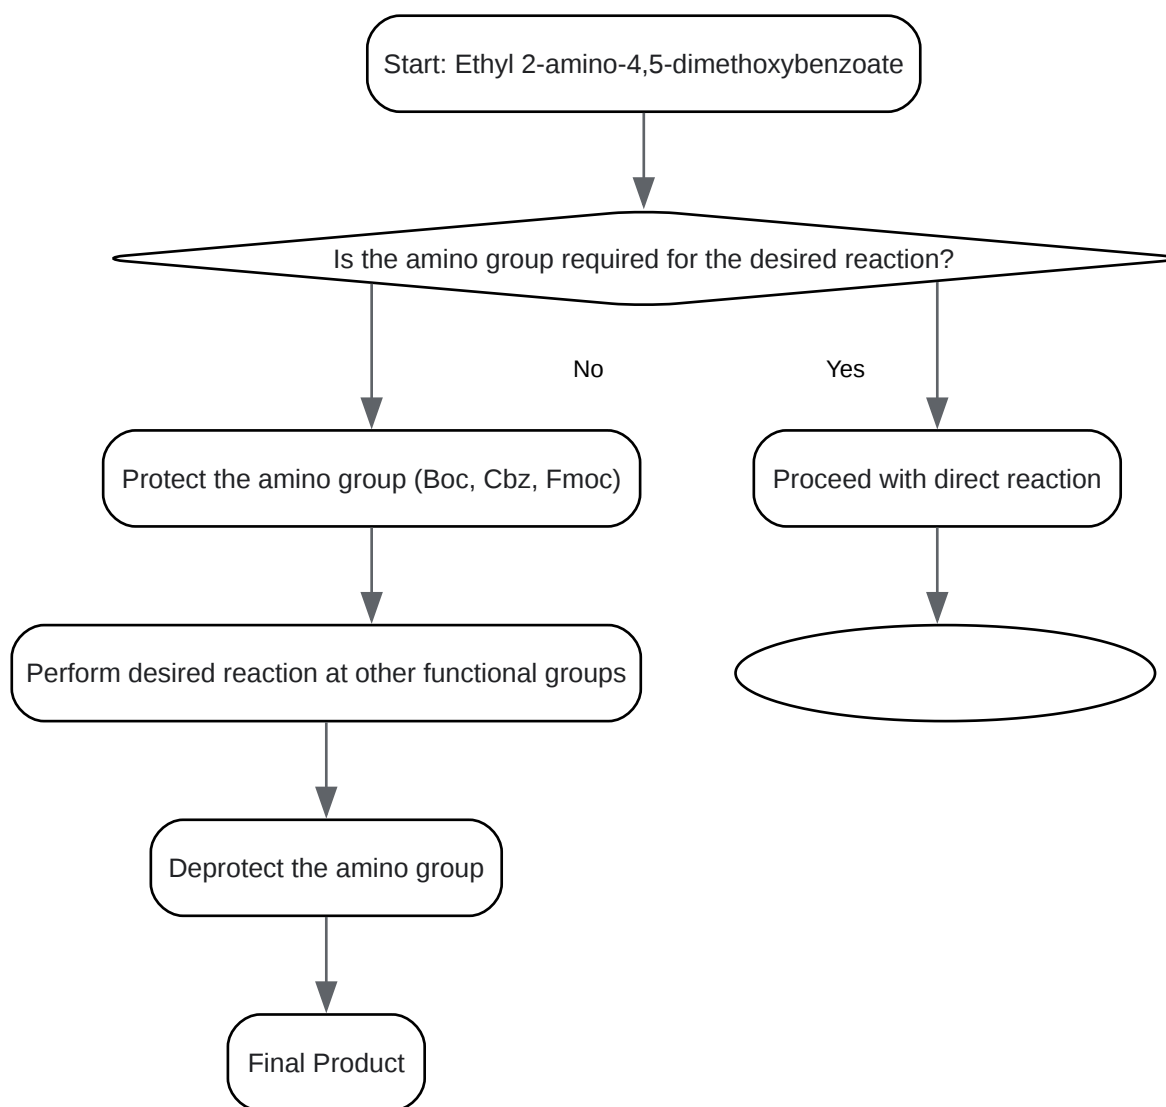 Start: Ethyl 2-amino-4,5-dimethoxybenzoate
Is the amino group required for the desired reaction?
No
Yes
Protect the amino group (Boc, Cbz, Fmoc)
Proceed with direct reaction
Perform desired reaction at other functional groups
Deprotect the amino group
Final Product